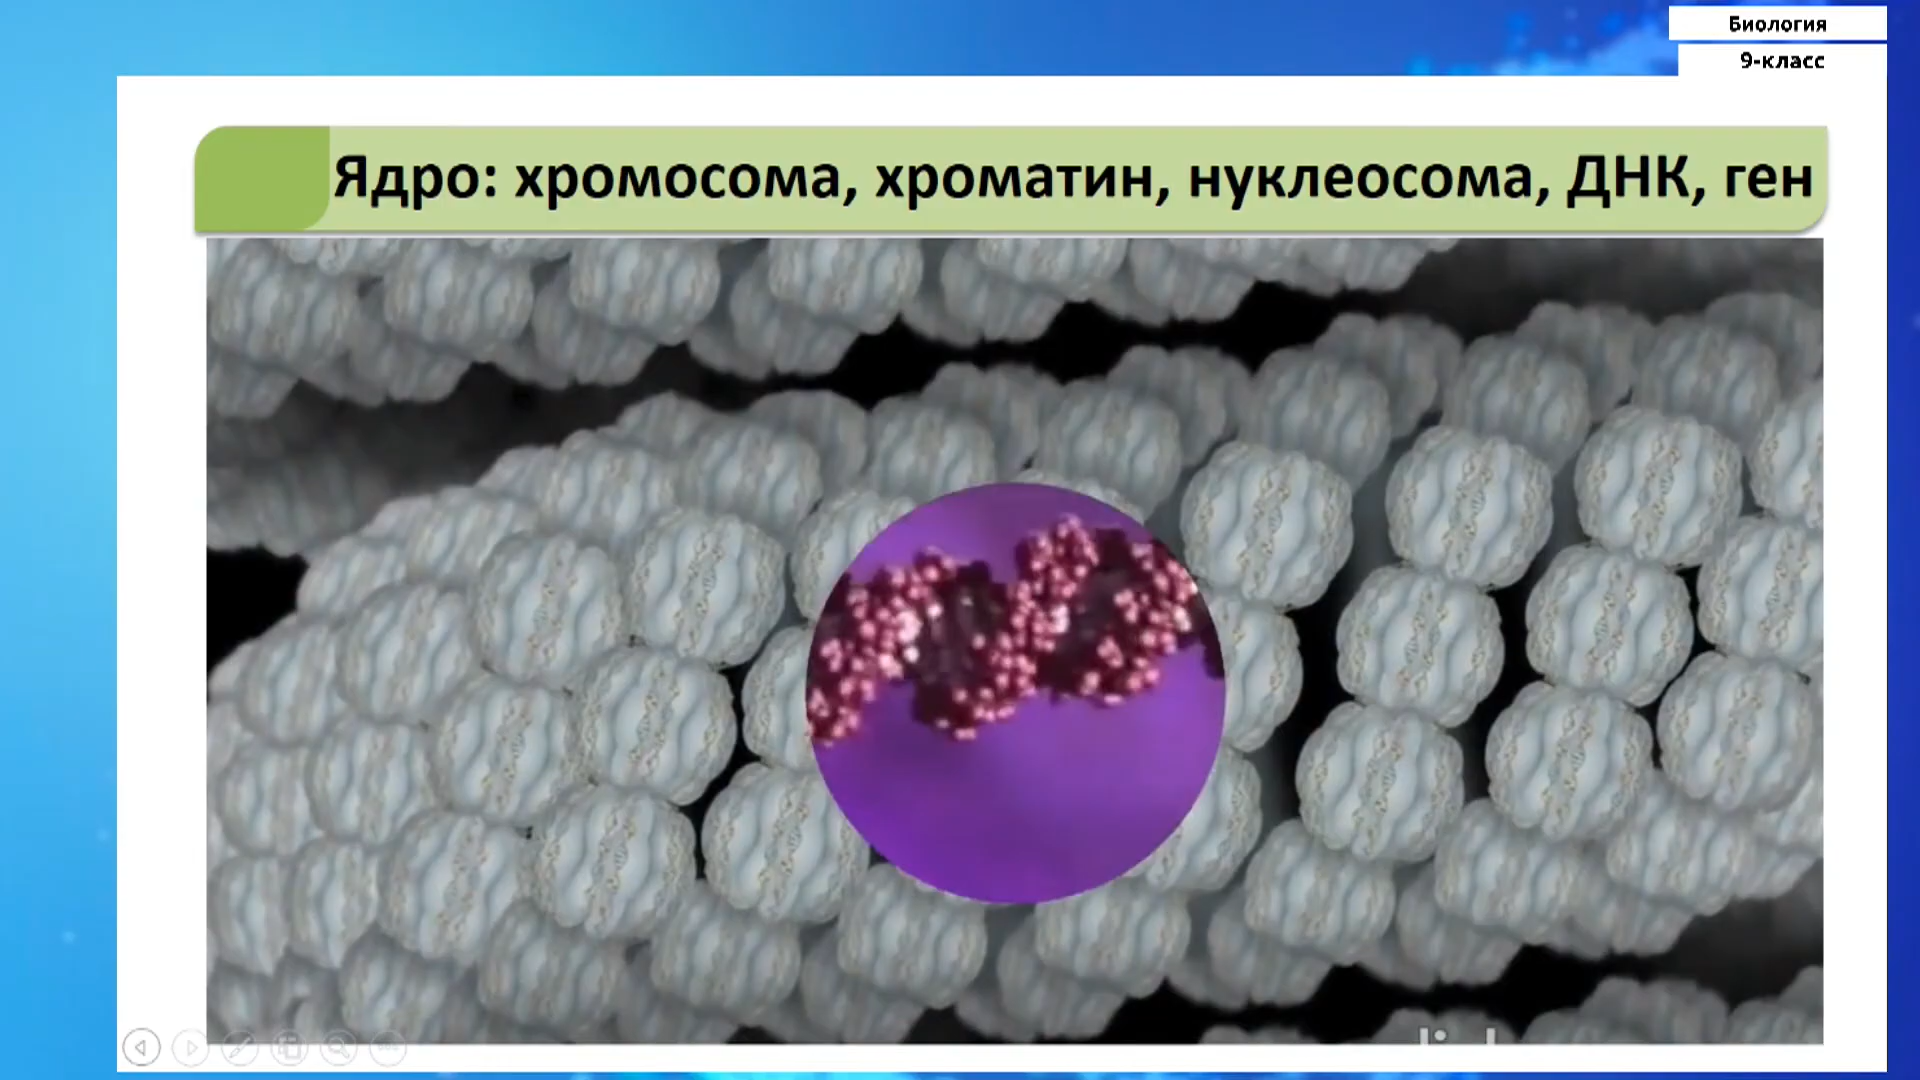 Биология
9-класс
Ядро: хромосома, хроматин, нуклеосома, ДНК, ген